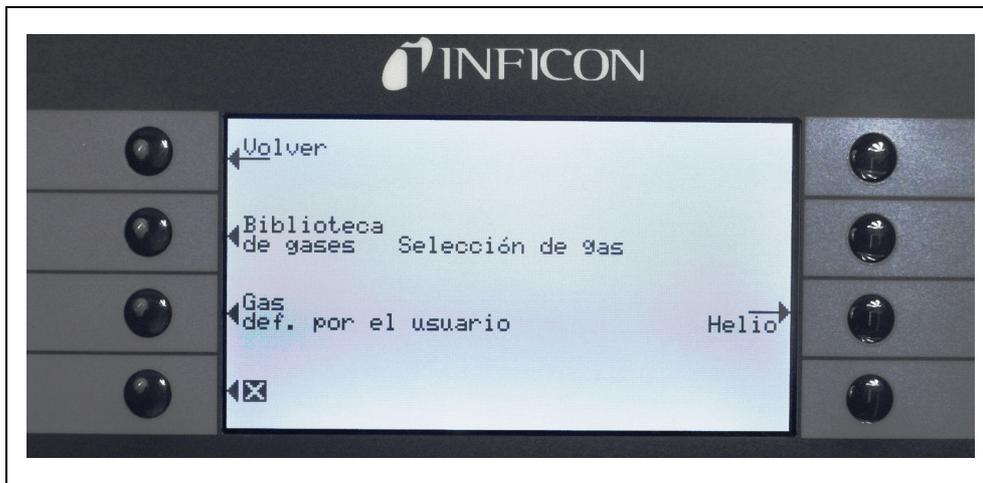 INFICON
Volver
Biblioteca
de gases Selección de gas
Gas
def. por el usuario Helio
X